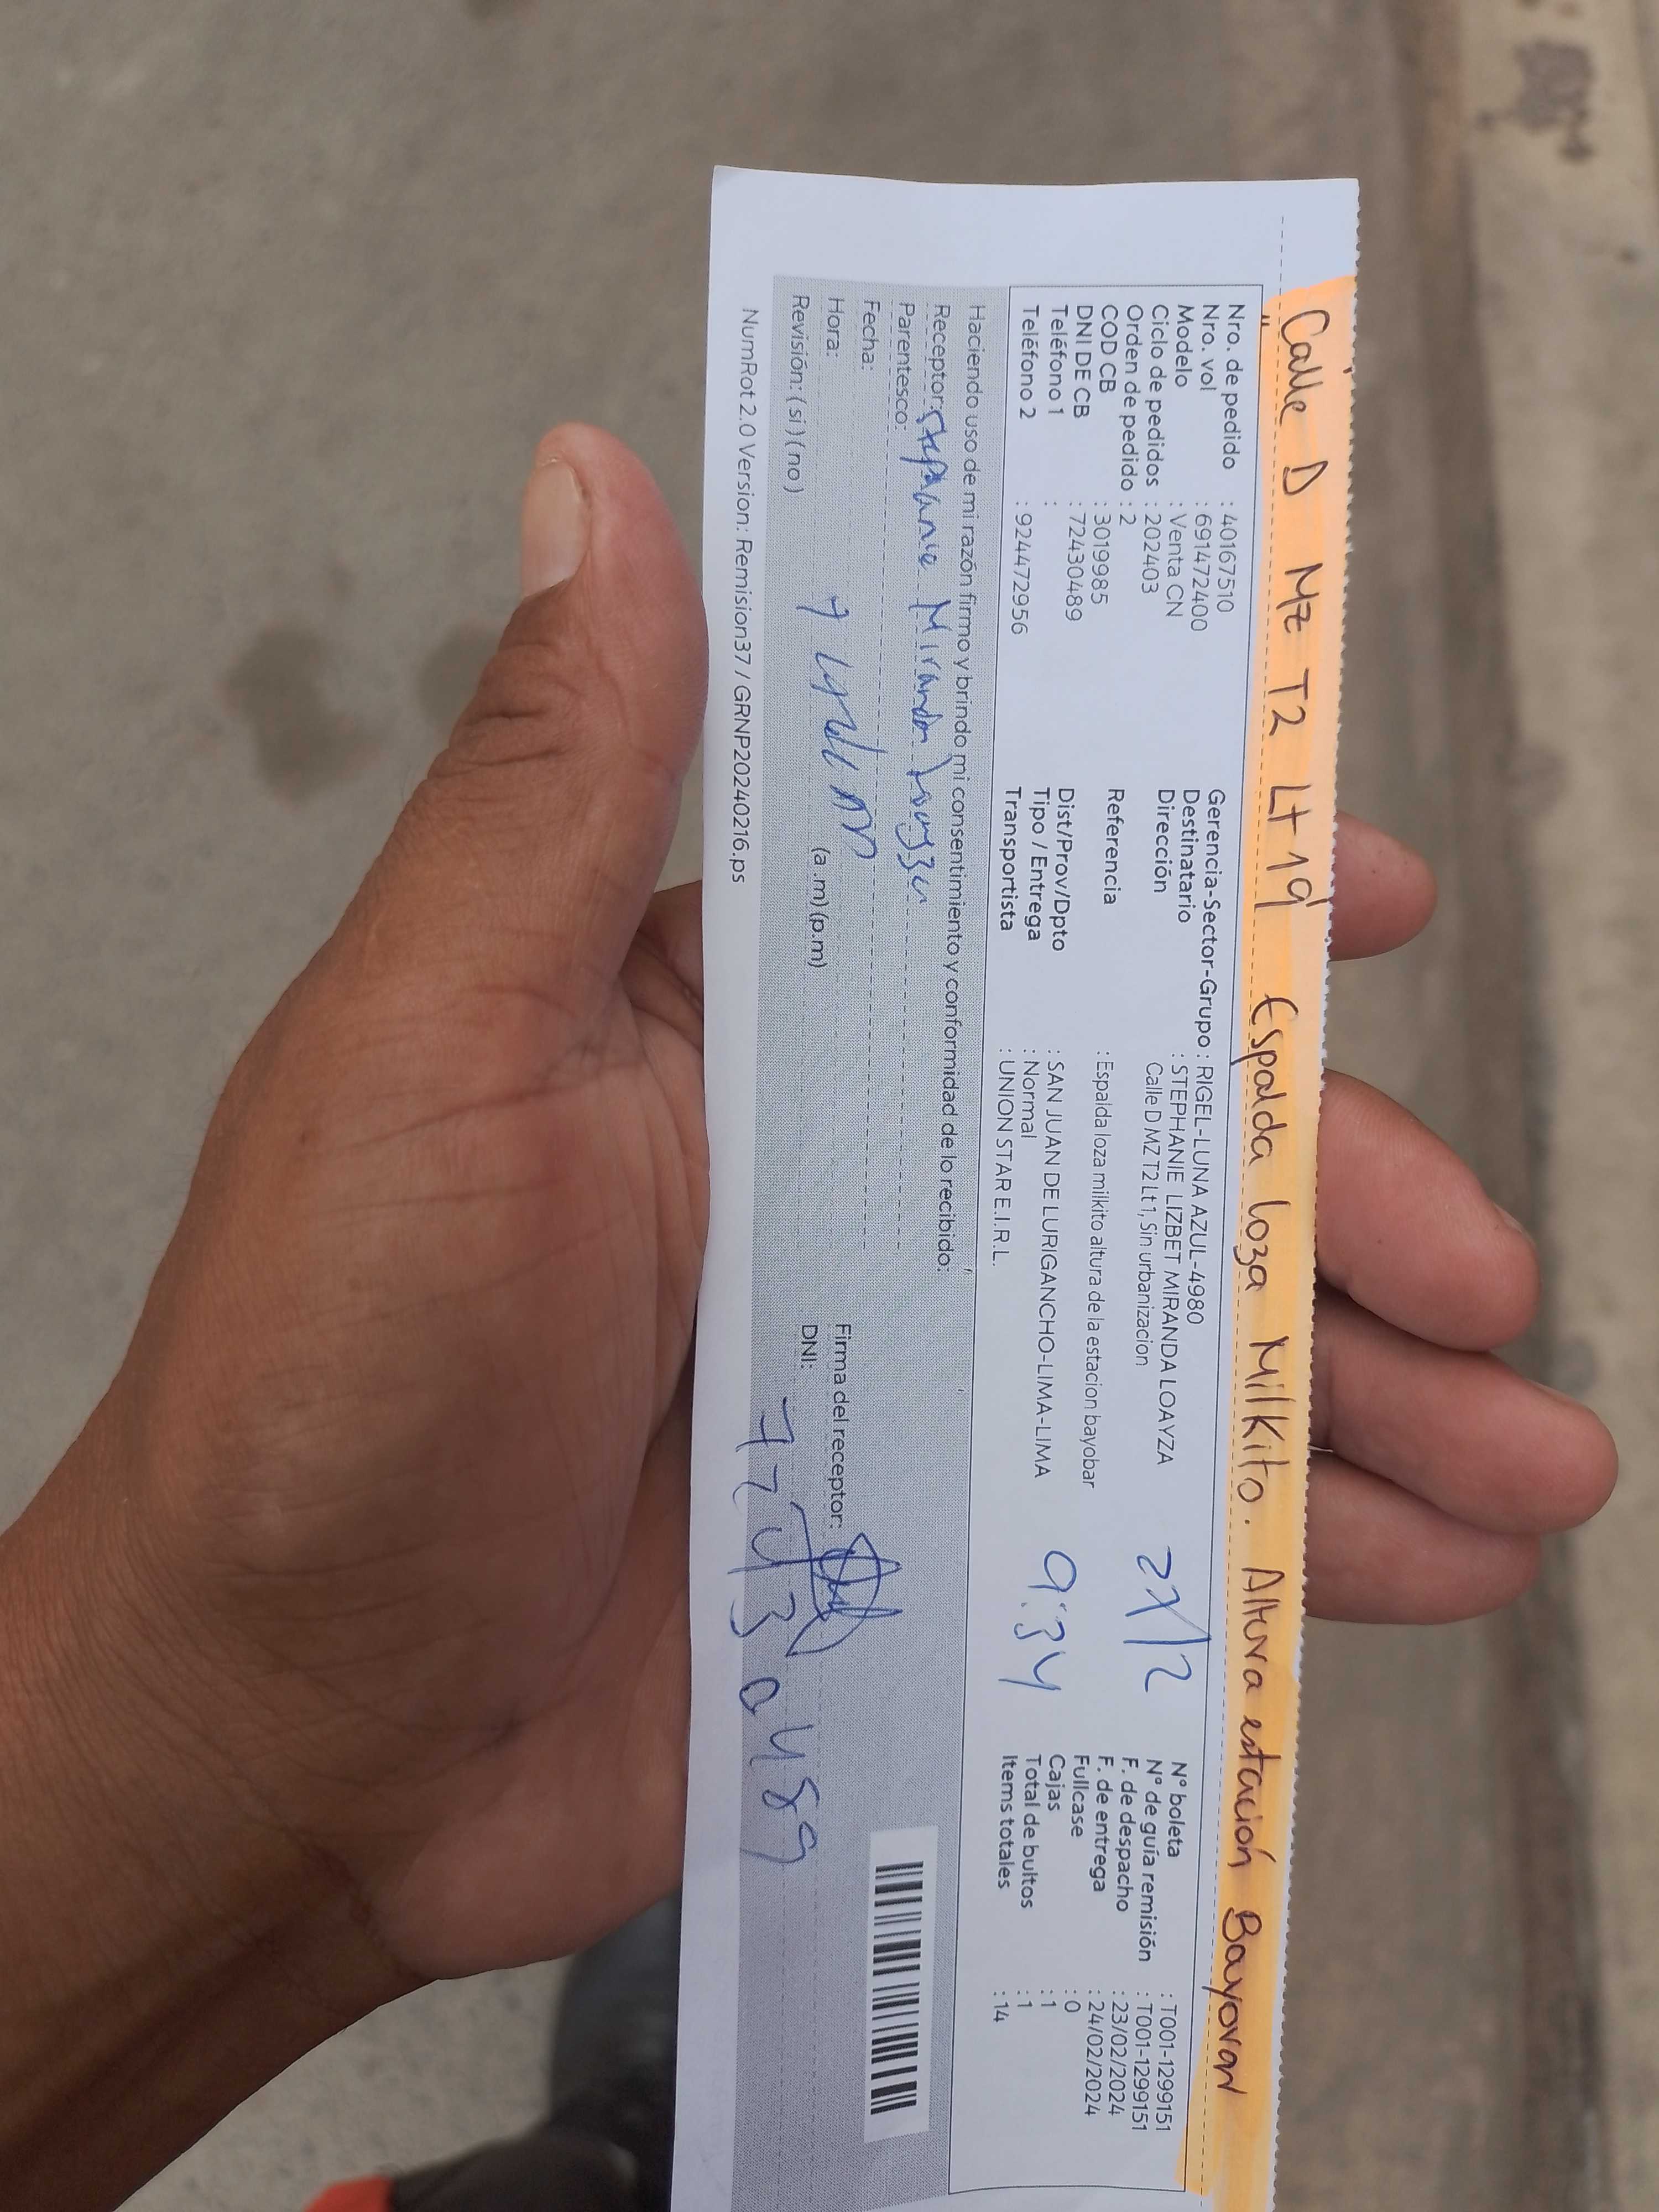 Calle D Mz T2 Lt 19 Espalda loza Milkito. Altura estación Bayovar
Nro. de pedido : 40167510
Nro. vol : 691472400
Modelo : Venta CN
Ciclo de pedidos : 202403
Orden de pedido : 2
COD CB : 3019985
DNI DE CB : 72430489
Teléfono 1 :
Teléfono 2 : 924472956
Gerencia-Sector-Grupo : RIGEL-LUNA AZUL-4980
Destinatario : STEPHANIE LIZBET MIRANDA LOAYZA
Dirección Calle D MZ T2 Lt 1, Sin urbanizacion
Referencia : Espalda loza milkito altura de la estacion bayobar
Dist/Prov/Dpto : SAN JUAN DE LURIGANCHO-LIMA-LIMA
Tipo / Entrega : Normal
Transportista : UNION STAR E.I.R.L.
9:34
N° boleta : T001-1299151
N° de guía remisión : T001-1299151
F. de despacho : 23/02/2024
F. de entrega : 24/02/2024
Fullcase : 0
Cajas : 1
Total de bultos : 1
Items totales : 14
Haciendo uso de mi razón firmo y brindo mi consentimiento y conformidad de lo recibido:
Receptor: Stephanie Miranda Loayza
Parentesco:
Fecha:
Hora: (a.m) (p.m)
Revisión: ( si ) ( no )
Firma del receptor:
DNI: 72430489
NumRot 2.0 Version: Remision37 / GRNP20240216.ps